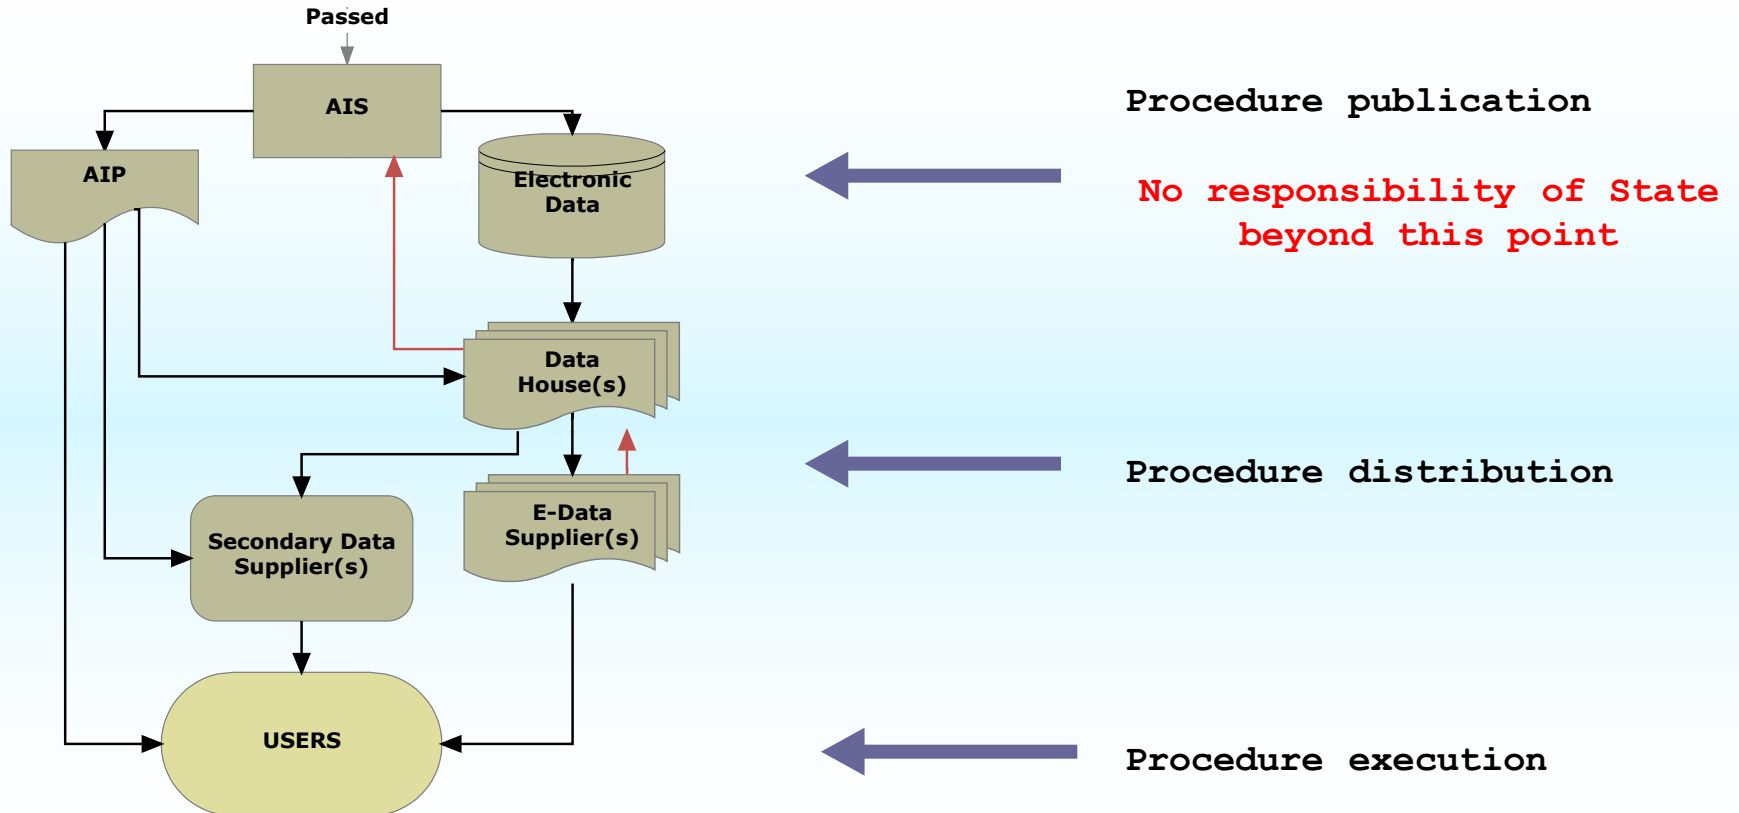 Passed
AIS
AIP
Electronic
Data
Procedure publication
No responsibility of State
beyond this point
Data
House(s)
Procedure distribution
E-Data
Supplier(s)
Secondary Data
Supplier(s)
USERS
Procedure execution